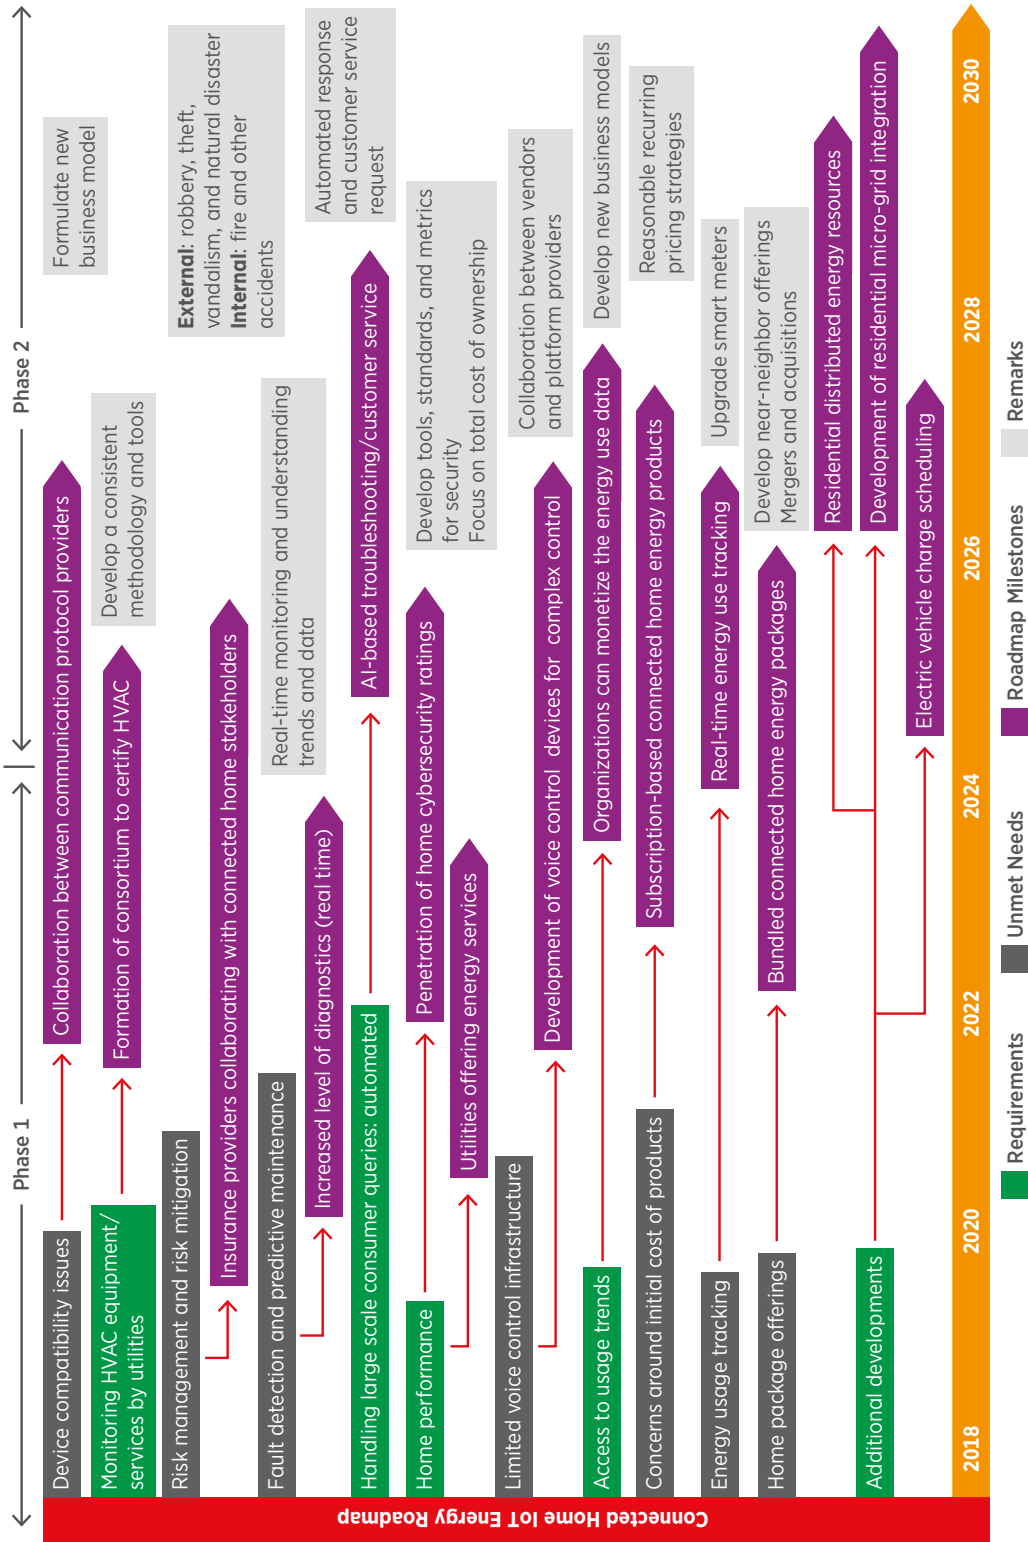 Phase 1
Phase 2
Connected Home IoT Energy Roadmap
Device compatibility issues
Collaboration between communication protocol providers
Formulate new
business model
Monitoring HVAC equipment/
services by utilities
Formation of consortium to certify HVAC
Develop a consistent
methodology and tools
Risk management and risk mitigation
Insurance providers collaborating with connected home stakeholders
External: robbery, theft,
vandalism, and natural disaster
Internal: fire and other
accidents
Fault detection and predictive maintenance
Increased level of diagnostics (real time)
Real-time monitoring and understanding
trends and data
Handling large scale consumer queries: automated
AI-based troubleshooting/customer service
Automated response
and customer service
request
Home performance
Penetration of home cybersecurity ratings
Develop tools, standards, and metrics
for security
Focus on total cost of ownership
Utilities offering energy services
Limited voice control infrastructure
Development of voice control devices for complex control
Collaboration between vendors
and platform providers
Access to usage trends
Organizations can monetize the energy use data
Develop new business models
Concerns around initial cost of products
Subscription-based connected home energy products
Reasonable recurring
pricing strategies
Energy usage tracking
Real-time energy use tracking
Upgrade smart meters
Home package offerings
Bundled connected home energy packages
Develop near-neighbor offerings
Mergers and acquisitions
Additional developments
Residential distributed energy resources
Development of residential micro-grid integration
Electric vehicle charge scheduling
2018
2020
2022
2024
2026
2028
2030
Requirements
Unmet Needs
Roadmap Milestones
Remarks